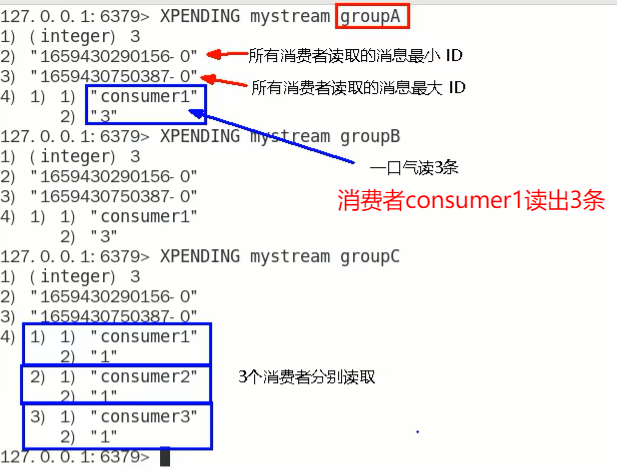 127.0.0.1:6379> XPENDING mystream groupA
1) (integer) 3
2) "1659430290156-0" 所有消费者读取的消息最小 ID
3) "1659430750387-0" 所有消费者读取的消息最大 ID
4) 1) 1) "consumer1"
2) "3"
127.0.0.1:6379> XPENDING mystream groupB
1) (integer) 3 一口气读3条
2) "1659430290156-0"
3) "1659430750387-0" 消费者consumer1读出3条
4) 1) 1) "consumer1"
2) "3"
127.0.0.1:6379> XPENDING mystream groupC
1) (integer) 3
2) "1659430290156-0"
3) "1659430750387-0"
4) 1) 1) "consumer1"
2) "1"
2) 1) "consumer2" 3个消费者分别读取
2) "1"
3) 1) "consumer3"
2) "1"
127.0.0.1:6379>